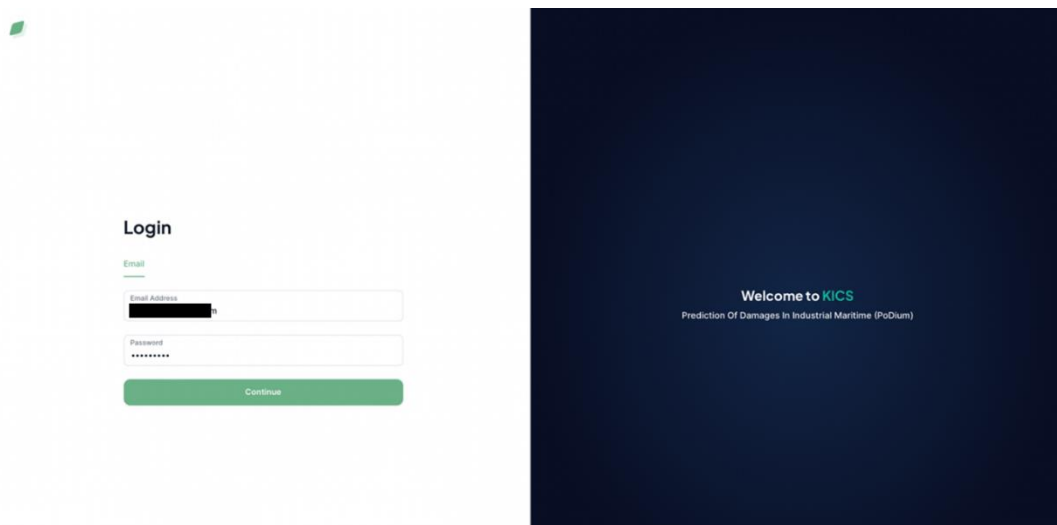 Login
Email
Email Address
m
Password
Continue
Welcome to KICS
Prediction Of Damages In Industrial Maritime (PoDium)